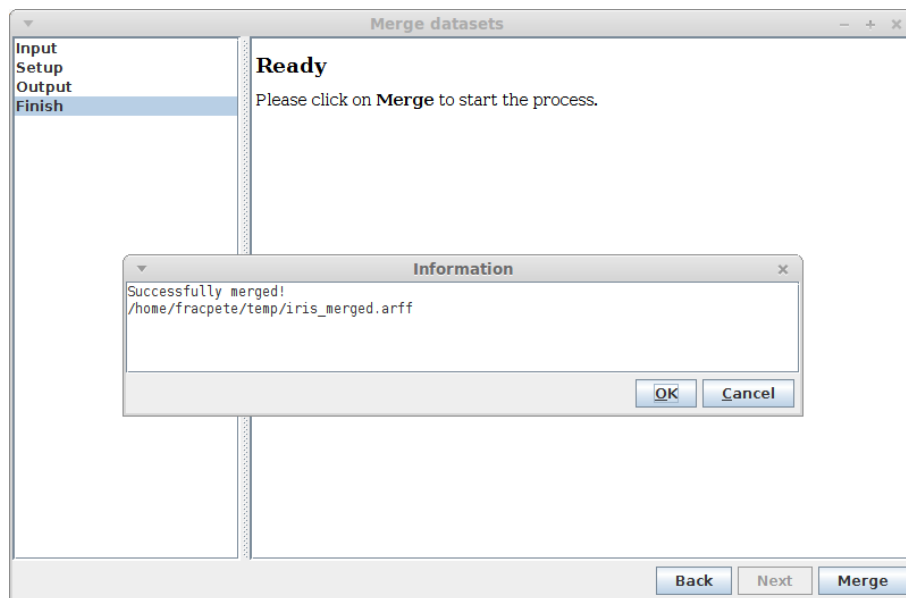 Merge datasets
Input
Setup
Output
Finish
Ready
Please click on Merge to start the process.
Information
Successfully merged!
/home/fracpete/temp/iris_merged.arff
OK
Cancel
Back
Next
Merge